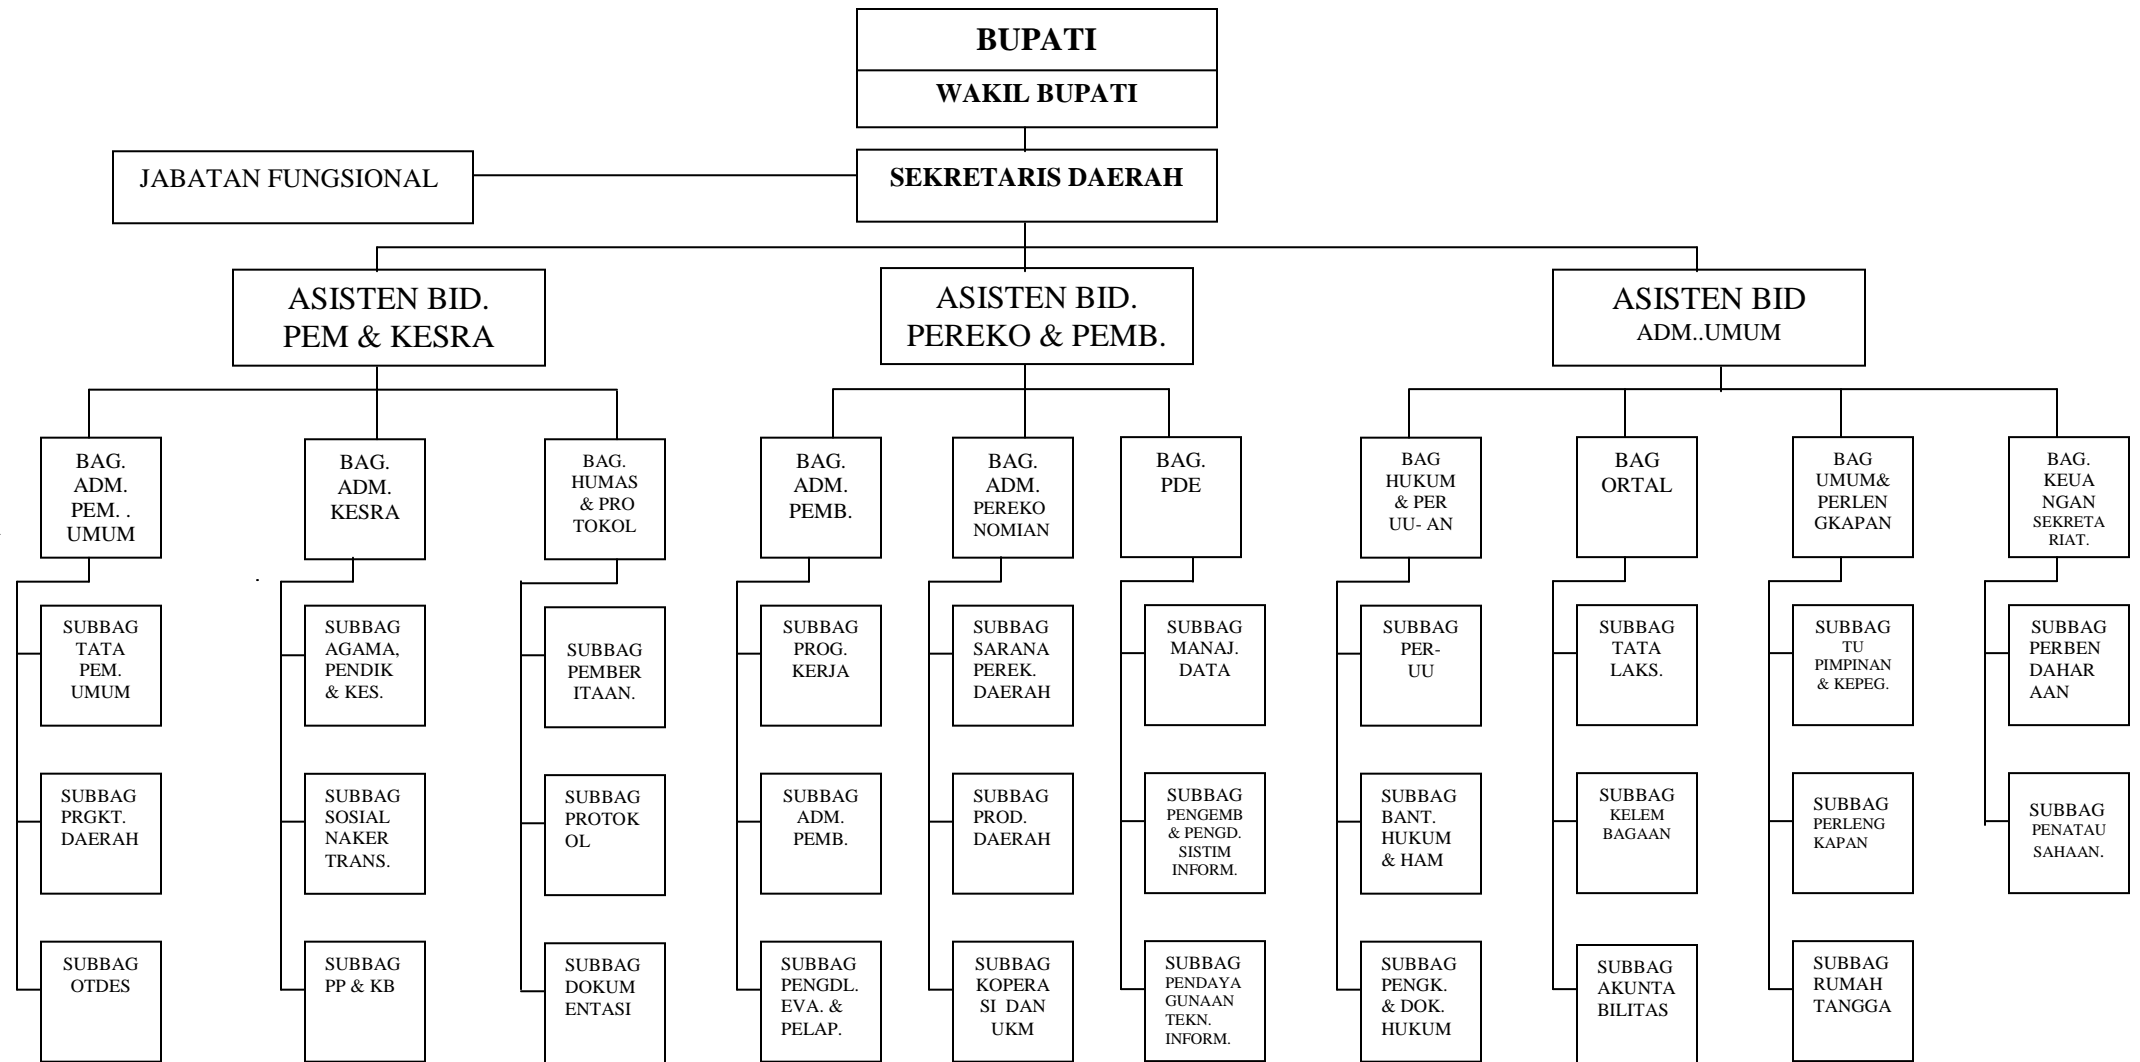 BUPATI
WAKIL BUPATI
JABATAN FUNGSIONAL
SEKRETARIS DAERAH
ASISTEN BID.
PEM & KESRA
ASISTEN BID.
PEREKO & PEMB.
ASISTEN BID
ADM..UMUM
BAG.
ADM.
PEM. .
UMUM
BAG.
ADM.
KESRA
BAG.
HUMAS
& PRO
TOKOL
BAG.
ADM.
PEMB.
BAG.
ADM.
PEREKO
NOMIAN
BAG.
PDE
BAG
HUKUM
& PER
UU- AN
BAG
ORTAL
BAG
UMUM&
PERLEN
GKAPAN
BAG.
KEUA
NGAN
SEKRETA
RIAT.
SUBBAG
TATA
PEM.
UMUM
SUBBAG
AGAMA,
PENDIK
& KES.
SUBBAG
PEMBER
ITAAN.
SUBBAG
PROG.
KERJA
SUBBAG
SARANA
PEREK.
DAERAH
SUBBAG
MANAJ.
DATA
SUBBAG
PER-
UU
SUBBAG
TATA
LAKS.
SUBBAG
TU
PIMPINAN
& KEPEG.
SUBBAG
PERBEN
DAHAR
AAN
SUBBAG
PRGKT.
DAERAH
SUBBAG
SOSIAL
NAKER
TRANS.
SUBBAG
PROTOK
OL
SUBBAG
ADM.
PEMB.
SUBBAG
PROD.
DAERAH
SUBBAG
PENGEMB
& PENGD.
SISTIM
INFORM.
SUBBAG
BANT.
HUKUM
& HAM
SUBBAG
KELEM
BAGAAN
SUBBAG
PERLENG
KAPAN
SUBBAG
PENATAU
SAHAAN.
SUBBAG
OTDES
SUBBAG
PP & KB
SUBBAG
DOKUM
ENTASI
SUBBAG
PENGDL.
EVA. &
PELAP.
SUBBAG
KOPERA
SI DAN
UKM
SUBBAG
PENDAYA
GUNAAN
TEKN.
INFORM.
SUBBAG
PENGK.
& DOK.
HUKUM
SUBBAG
AKUNTA
BILITAS
SUBBAG
RUMAH
TANGGA